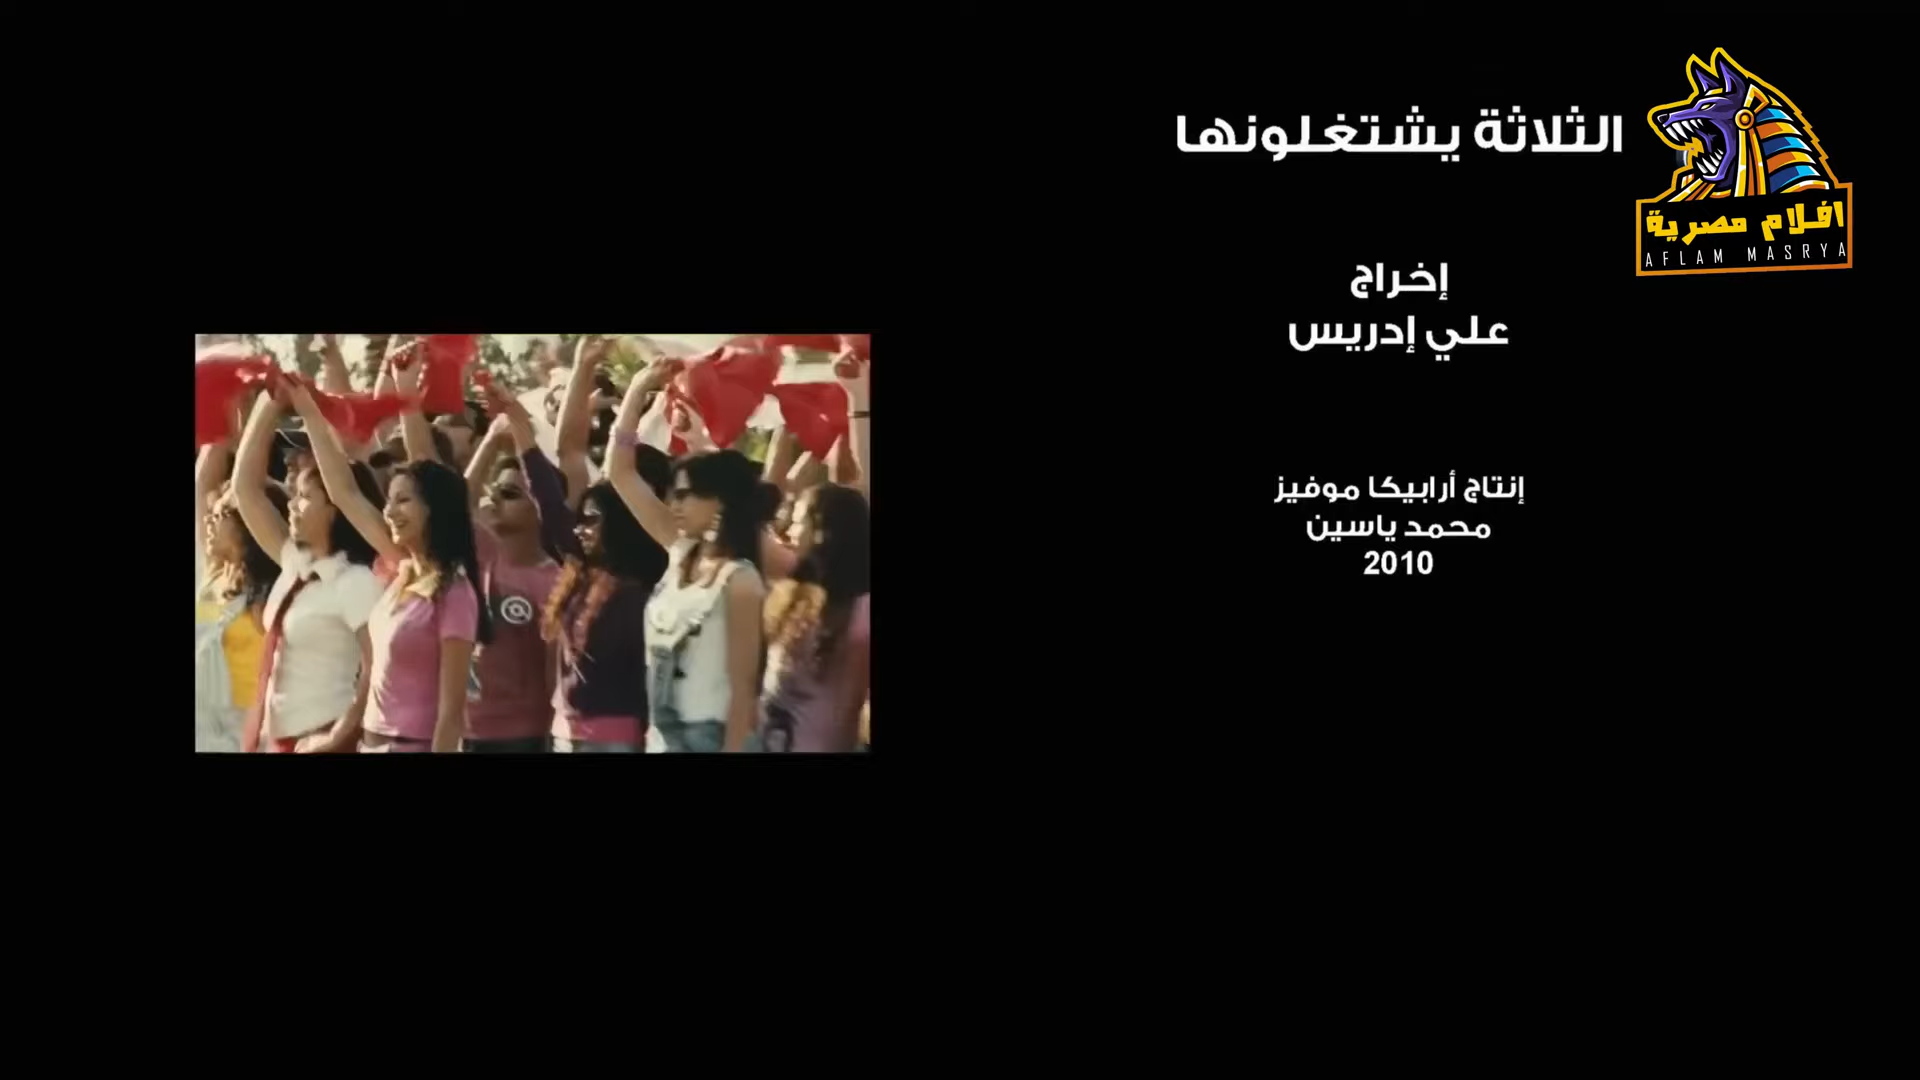 الثلاثة يشتغلونها
افلام مصرية
AFLAM MASRYA
إخراج
علي إدريس
إنتاج أرابيكا موفيز
محمد ياسين
2010
@